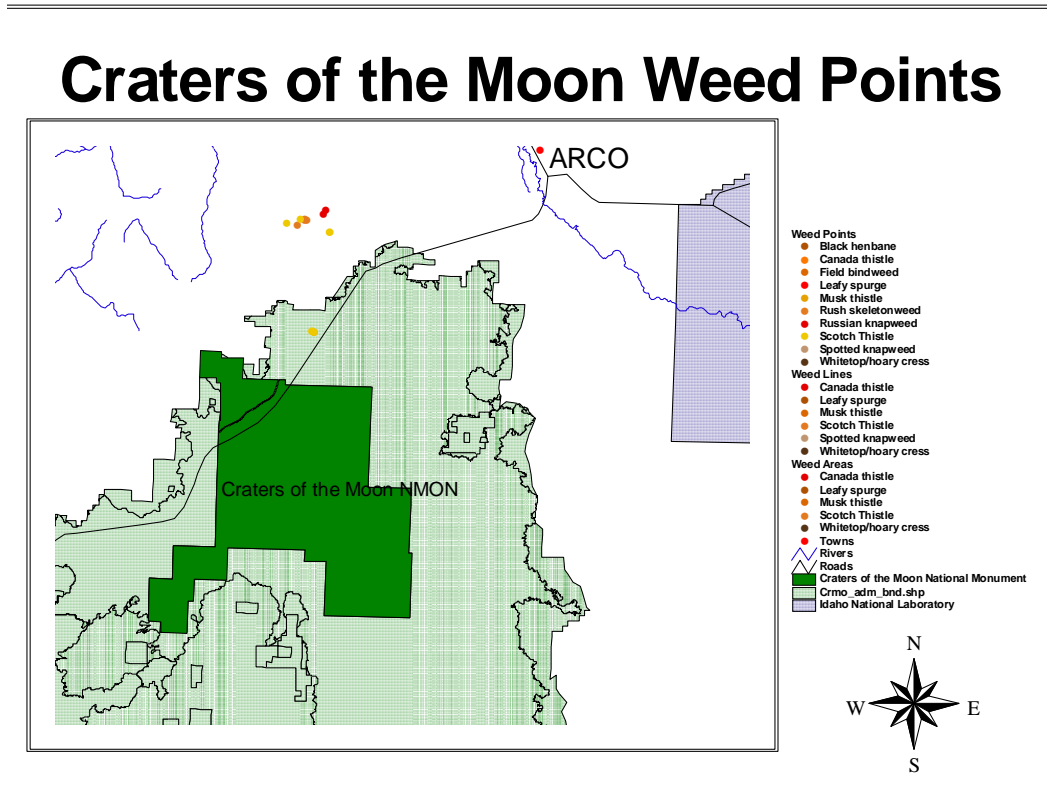 Craters of the Moon Weed Points
ARCO
Craters of the Moon NMON
Weed Points
Black henbane
Canada thistle
Field bindweed
Leafy spurge
Musk thistle
Rush skeletonweed
Russian knapweed
Scotch Thistle
Spotted knapweed
Whitetop/hoary cress
Weed Lines
Canada thistle
Leafy spurge
Musk thistle
Scotch Thistle
Spotted knapweed
Whitetop/hoary cress
Weed Areas
Canada thistle
Leafy spurge
Musk thistle
Scotch Thistle
Whitetop/hoary cress
Towns
Rivers
Roads
Craters of the Moon National Monument
Crmo_adm_bnd.shp
Idaho National Laboratory
N
W E
S